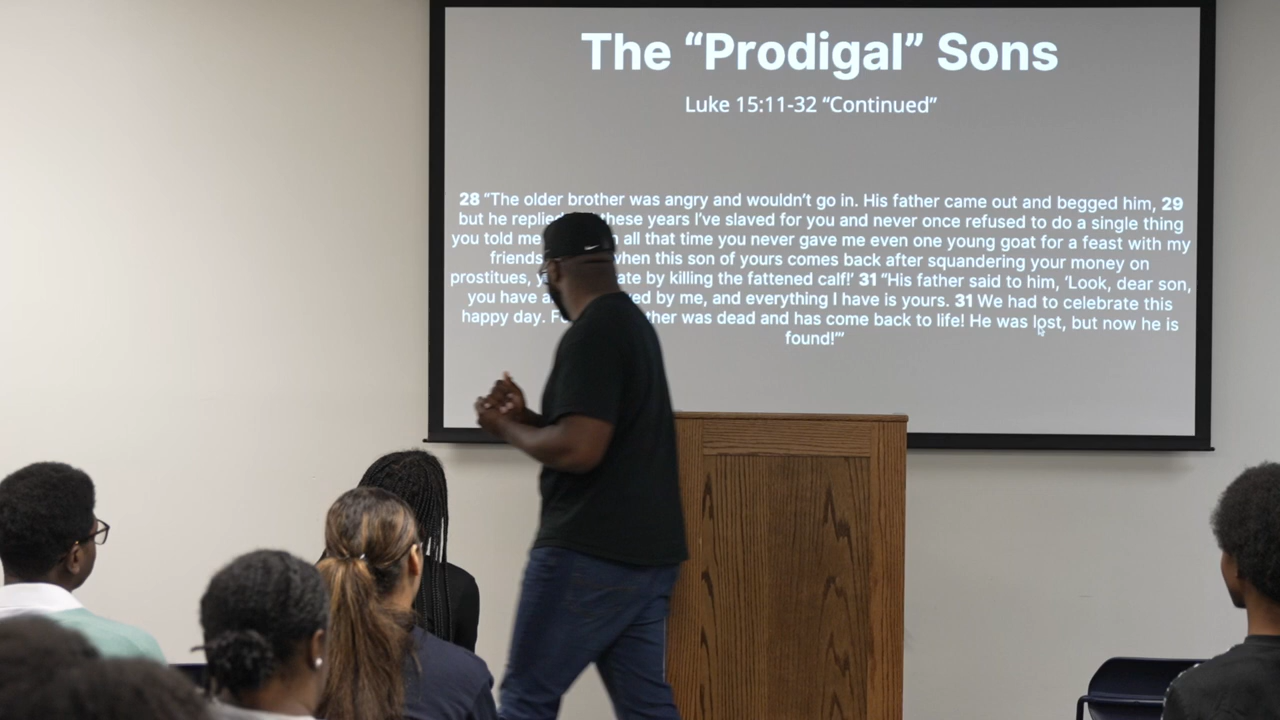 The “Prodigal” Sons
Luke 15:11-32 “Continued”
28 “The older brother was angry and wouldn’t go in. His father came out and begged him, 29
but he replied these years I’ve slaved for you and never once refused to do a single thing
you told me all that time you never gave me even one young goat for a feast with my
friends when this son of yours comes back after squandering your money on
prostitues, by killing the fattened calf!’ 31 “His father said to him, ‘Look, dear son,
you have by me, and everything I have is yours. 31 We had to celebrate this
happy day. was dead and has come back to life! He was lost, but now he is
found!’”